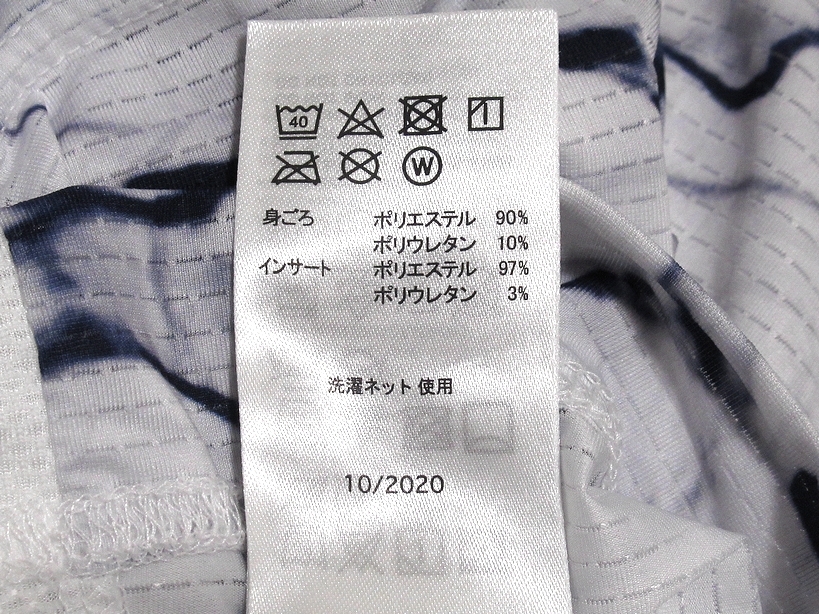 40
W
身ごろ ポリエステル 90%
ポリウレタン 10%
インサート ポリエステル 97%
ポリウレタン 3%
洗濯ネット 使用
10/2020